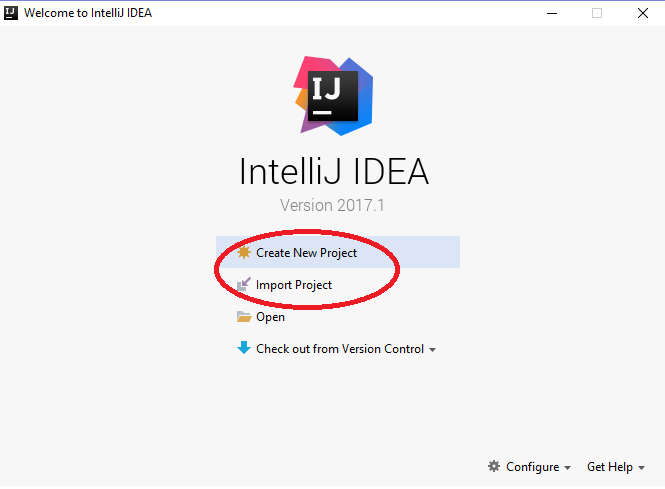 IJ Welcome to IntelliJ IDEA
IJ
IntelliJ IDEA
Version 2017.1
Create New Project
Import Project
Open
Check out from Version Control
Configure Get Help